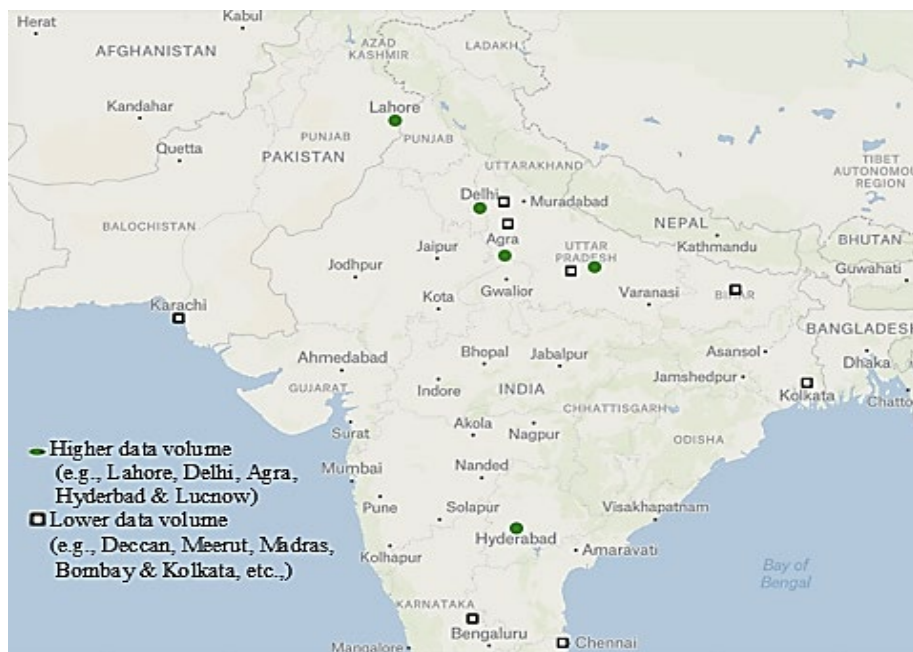 Herat
Kabul
AFGHANISTAN
AZAD
KASHMIR
LADAKH
Kandahar
Lahore
PUNJAB
PUNJAB
Quetta
PAKISTAN
UTTARAKHAND
TIBET
AUTONOMOUS
REGION
Delhi
Muradabad
BALOCHISTAN
NEPAL
Agra
UTTAR
PRADESH
Jaipur
Kathmandu
BHUTAN
Jodhpur
Guwahati
Gwalior
Kota
Varanasi
BIHAR
Karachi
BANGLADESH
Ahmedabad
Bhopal
Jabalpur
Asansol
Dhaka
GUJARAT
Indore
INDIA
Jamshedpur
Kolkata
Chatto
CHHATTISGARH
Surat
Akola
Nagpur
ODISHA
Higher data volume
(e.g., Lahore, Delhi, Agra,
Hyderbad & Lucnow)
Mumbai
Nanded
Pune
Solapur
Visakhapatnam
Lower data volume
(e.g., Deccan, Meerut, Madras,
Bombay & Kolkata, etc.,)
Hyderabad
Kolhapur
Amaravati
Bay of
Bengal
KARNATAKA
Bengaluru
Mangalore
Chennai